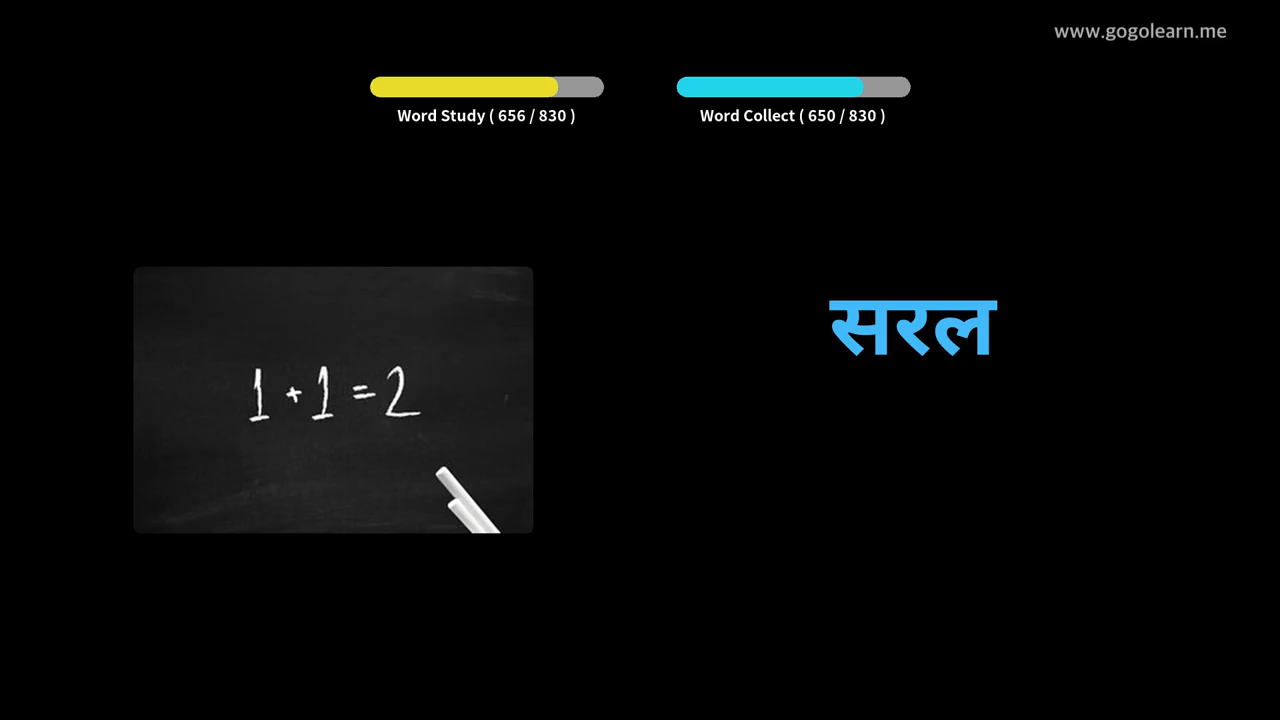 www.gogolearn.me
Word Study ( 656 / 830 )
Word Collect ( 650 / 830 )
सरल
1 + 1 = 2